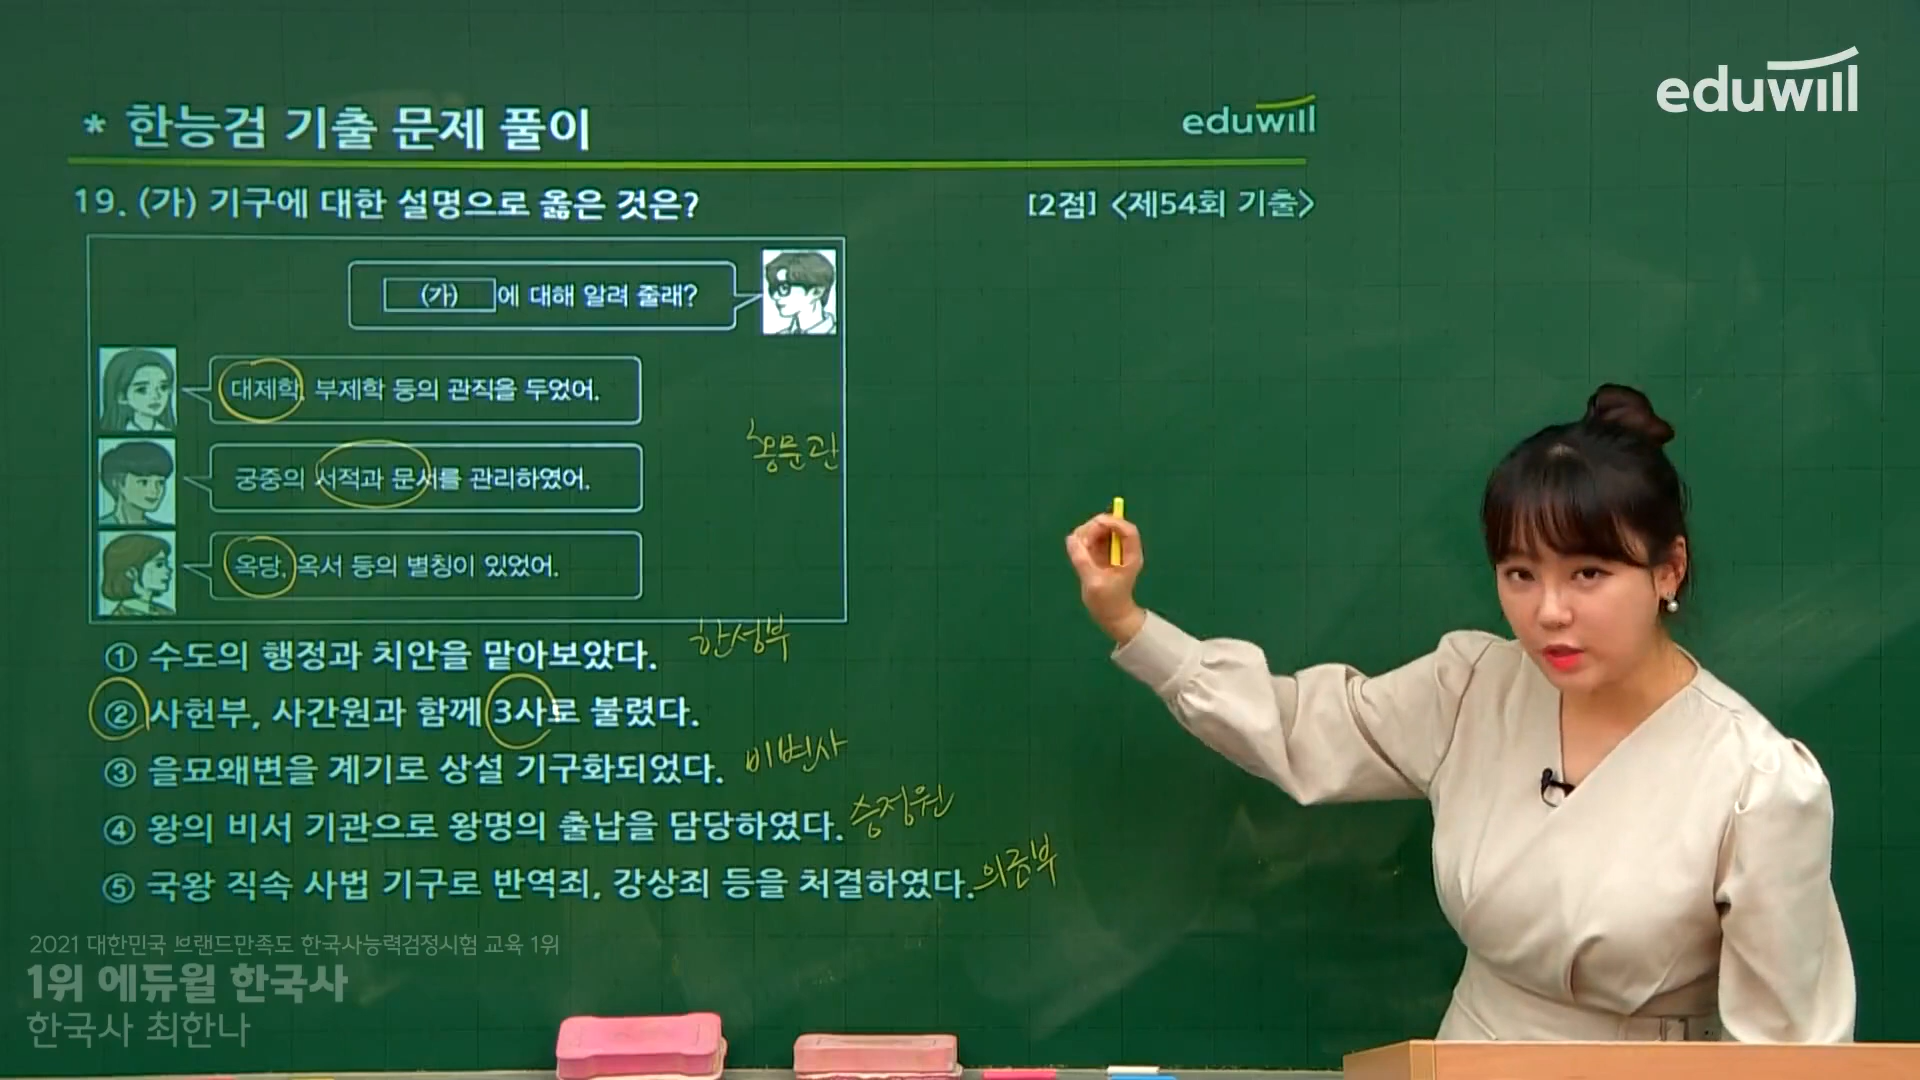 eduwill
* 한능검 기출 문제 풀이
eduwill
19. (가) 기구에 대한 설명으로 옳은 것은?
[2점] <제54회 기출>
(가) 에 대해 알려 줄래?
대제학, 부제학 등의 관직을 두었어.
홍문관
궁중의 서적과 문서를 관리하였어.
옥당, 옥서 등의 별칭이 있었어.
① 수도의 행정과 치안을 맡아보았다. 한성부
② 사헌부, 사간원과 함께 3사로 불렸다.
③ 을묘왜변을 계기로 상설 기구화되었다. 비변사
④ 왕의 비서 기관으로 왕명의 출납을 담당하였다. 승정원
⑤ 국왕 직속 사법 기구로 반역죄, 강상죄 등을 처결하였다. 의금부
2021 대한민국 브랜드만족도 한국사능력검정시험 교육 1위
1위 에듀윌 한국사
한국사 최한나